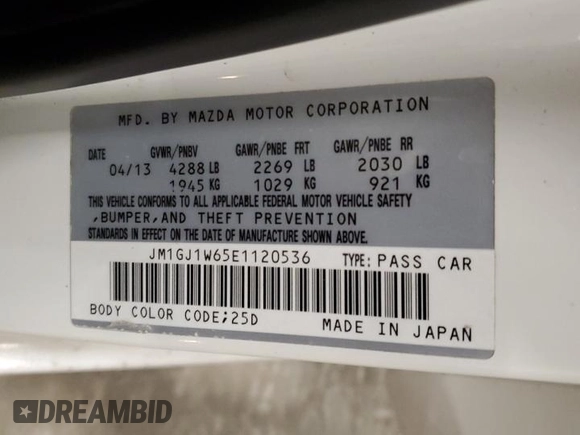 MFD. BY MAZDA MOTOR CORPORATION
DATE GVWR/PNBV GAWR/PNBE FRT GAWR/PNBE RR
04/13 4288 LB 2269 LB 2030 LB
1945 KG 1029 KG 921 KG
THIS VEHICLE CONFORMS TO ALL APPLICABLE FEDERAL MOTOR VEHICLE SAFETY
,BUMPER,AND THEFT PREVENTION
STANDARDS IN EFFECT ON THE DATE OF MANUFACTURE SHOWN ABOVE.
JM1GJ1W65E1120536 TYPE: PASS CAR
BODY COLOR CODE;25D MADE IN JAPAN
DREAMBID